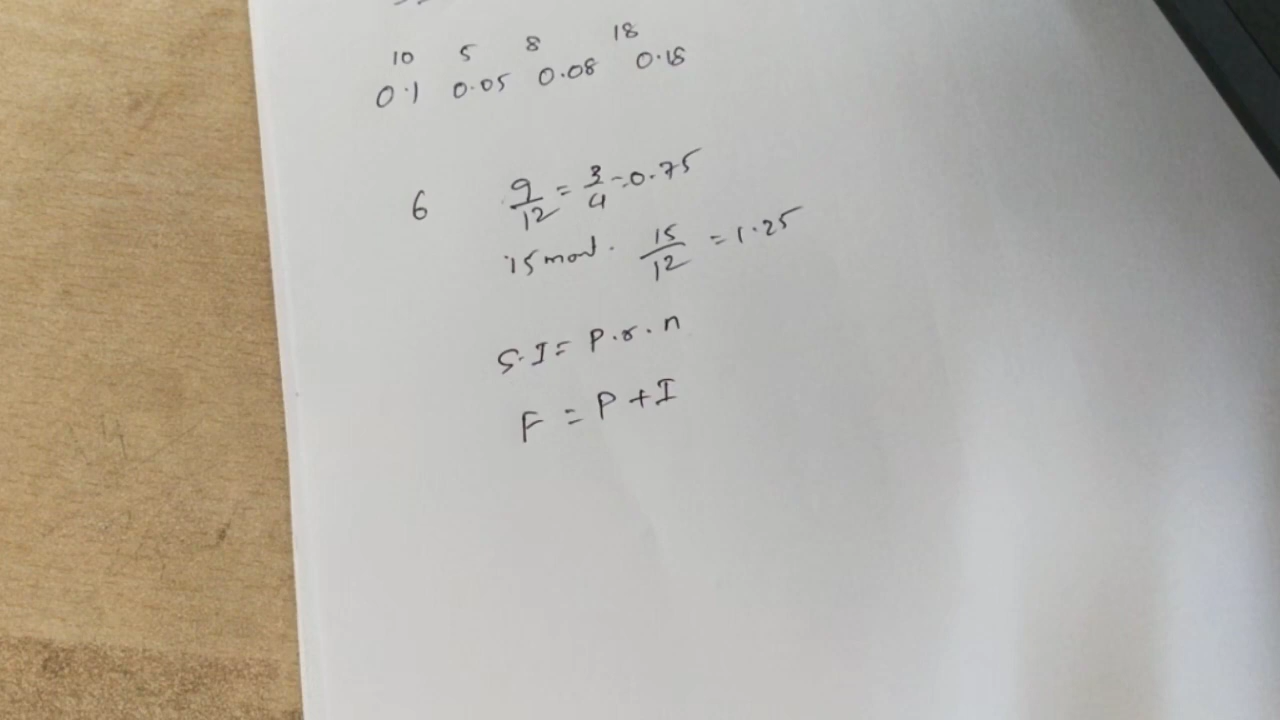 10 5 8 18
0.1 0.05 0.08 0.18
6 9/12 = 3/4 = 0.75
15 mont. 15/12 = 1.25
S.I = P.r.n
F = P + I